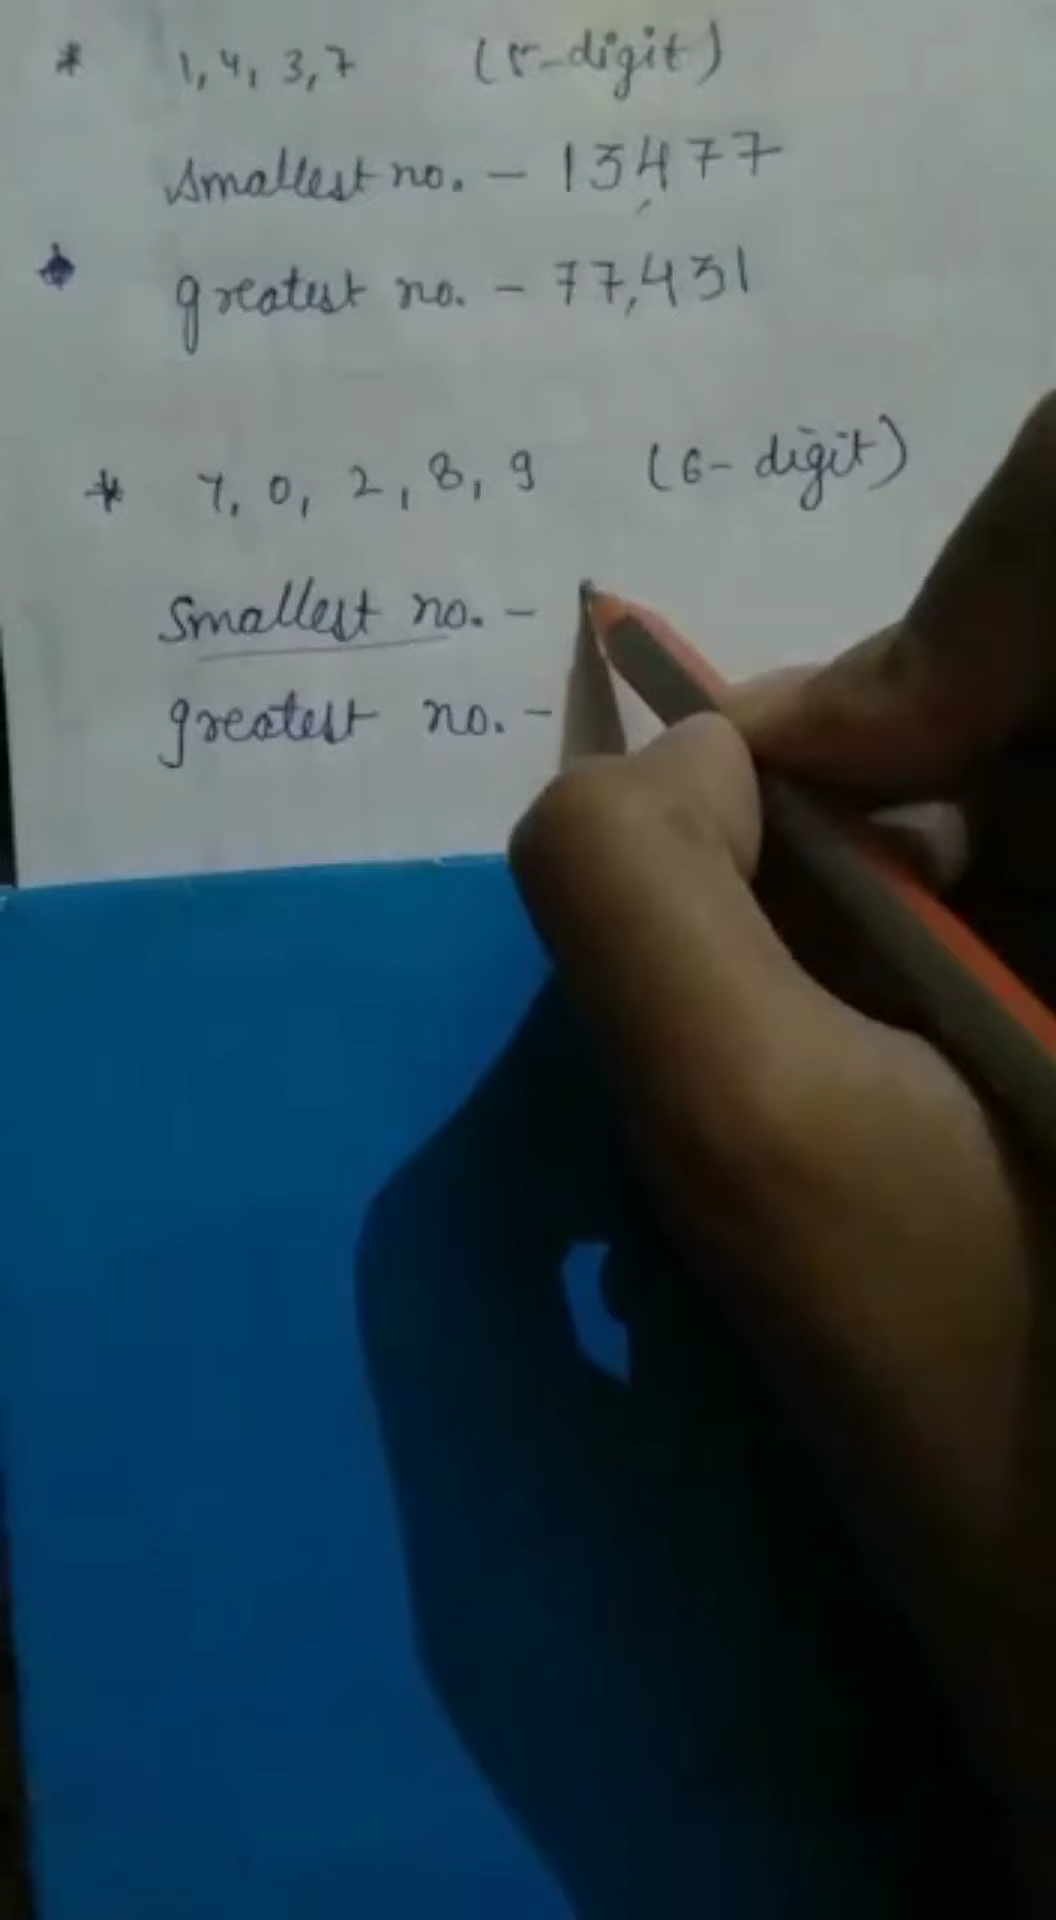 * 1, 4, 3, 7 (5-digit)
smallest no. - 13477
greatest no. - 77,431
* 7, 0, 2, 8, 9 (6-digit)
Smallest no. -
greatest no. -